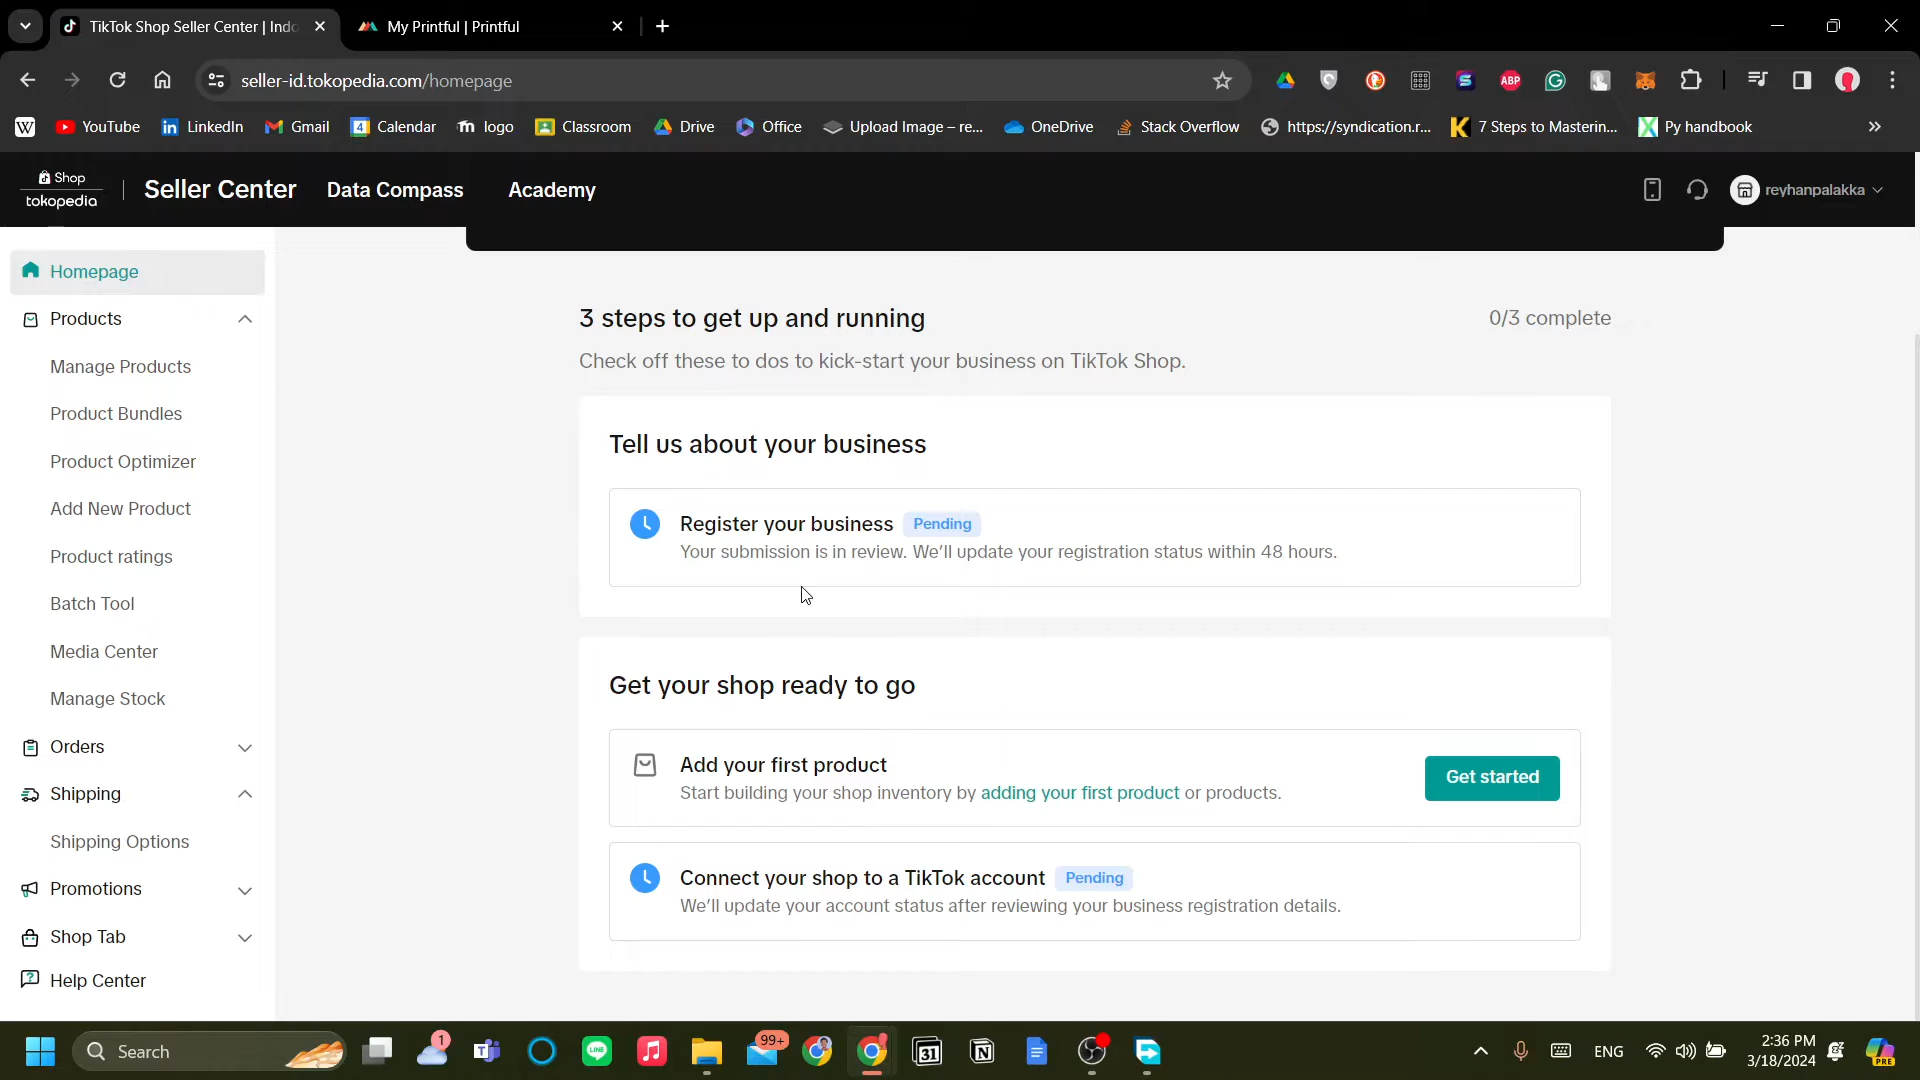 TikTok Shop Seller Center | Indo
My Printful | Printful
seller-id.tokopedia.com/homepage
YouTube
LinkedIn
Gmail
Calendar
logo
Classroom
Drive
Office
Upload Image – re...
OneDrive
Stack Overflow
https://syndication.r...
7 Steps to Masterin...
Py handbook
Shop
tokopedia
Seller Center
Data Compass
Academy
reyhanpalakka
Homepage
Products
Manage Products
Product Bundles
Product Optimizer
Add New Product
Product ratings
Batch Tool
Media Center
Manage Stock
Orders
Shipping
Shipping Options
Promotions
Shop Tab
Help Center
3 steps to get up and running
0/3 complete
Check off these to dos to kick-start your business on TikTok Shop.
Tell us about your business
Register your business Pending
Your submission is in review. We'll update your registration status within 48 hours.
Get your shop ready to go
Add your first product
Start building your shop inventory by adding your first product or products.
Get started
Connect your shop to a TikTok account Pending
We'll update your account status after reviewing your business registration details.
Search
1
99+
31
ENG
2:36 PM
3/18/2024